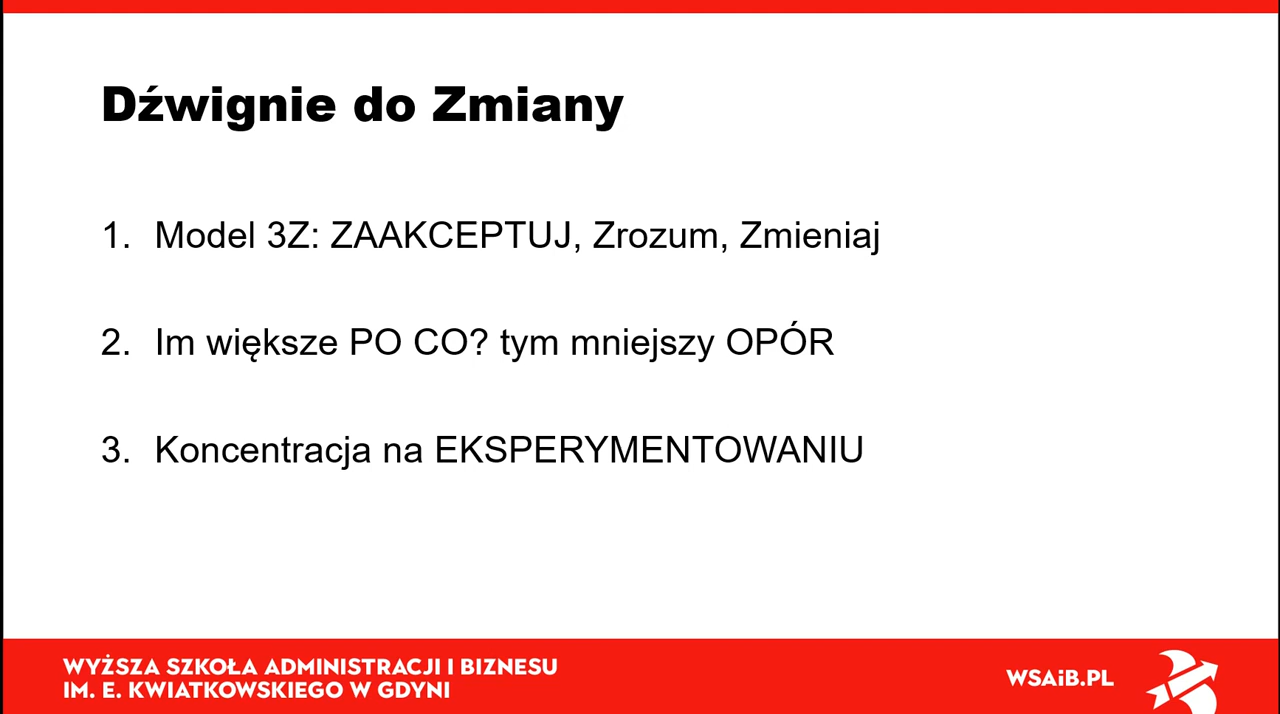 Dźwignie do Zmiany
1. Model 3Z: ZAAKCEPTUJ, Zrozum, Zmieniaj
2. Im większe PO CO? tym mniejszy OPÓR
3. Koncentracja na EKSPERYMENTOWANIU
WYŻSZA SZKOŁA ADMINISTRACJI I BIZNESU
IM. E. KWIATKOWSKIEGO W GDYNI
WSAiB.PL